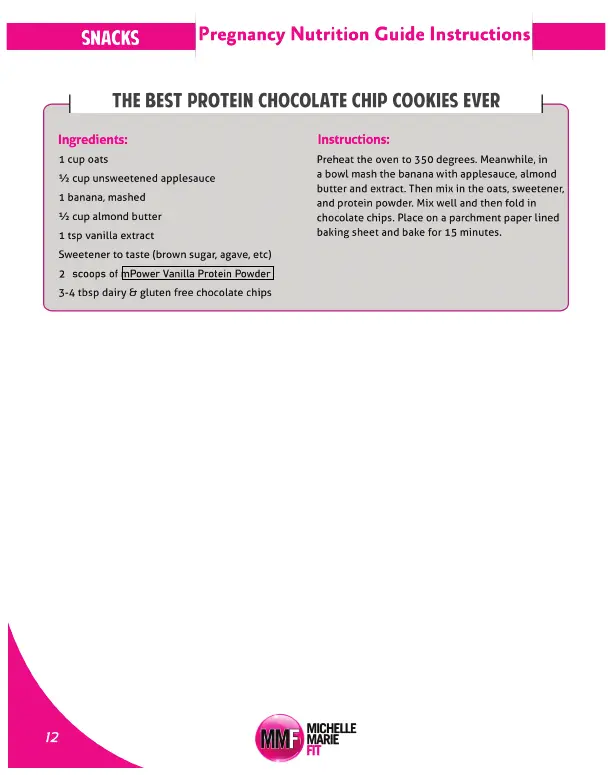 SNACKS
Pregnancy Nutrition Guide Instructions
THE BEST PROTEIN CHOCOLATE CHIP COOKIES EVER
Ingredients:
1 cup oats
½ cup unsweetened applesauce
1 banana, mashed
½ cup almond butter
1 tsp vanilla extract
Sweetener to taste (brown sugar, agave, etc)
2 scoops of mPower Vanilla Protein Powder
3-4 tbsp dairy & gluten free chocolate chips
Instructions:
Preheat the oven to 350 degrees. Meanwhile, in
a bowl mash the banana with applesauce, almond
butter and extract. Then mix in the oats, sweetener,
and protein powder. Mix well and then fold in
chocolate chips. Place on a parchment paper lined
baking sheet and bake for 15 minutes.
12
MMF
MICHELLE
MARIE
FIT